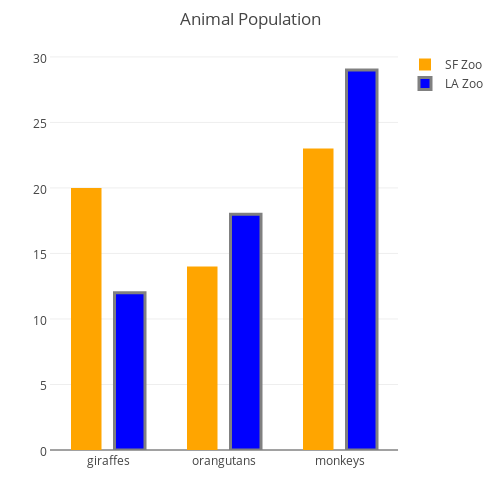 Animal Population
30
25
20
15
10
5
0
giraffes
orangutans
monkeys
SF Zoo
LA Zoo